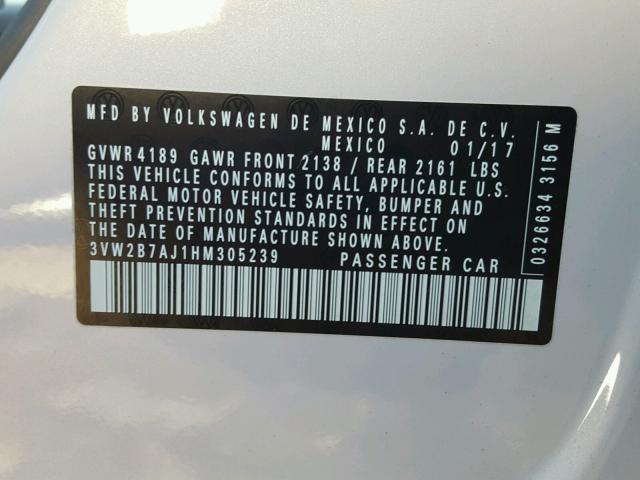 MFD BY VOLKSWAGEN DE MEXICO S.A. DE C.V.
MEXICO 01/17
GVWR 4189 GAWR FRONT 2138 / REAR 2161 LBS
THIS VEHICLE CONFORMS TO ALL APPLICABLE U.S.
FEDERAL MOTOR VEHICLE SAFETY, BUMPER AND
THEFT PREVENTION STANDARDS IN EFFECT ON
THE DATE OF MANUFACTURE SHOWN ABOVE.
3VW2B7AJ1HM305239 PASSENGER CAR
0326634 3156 M